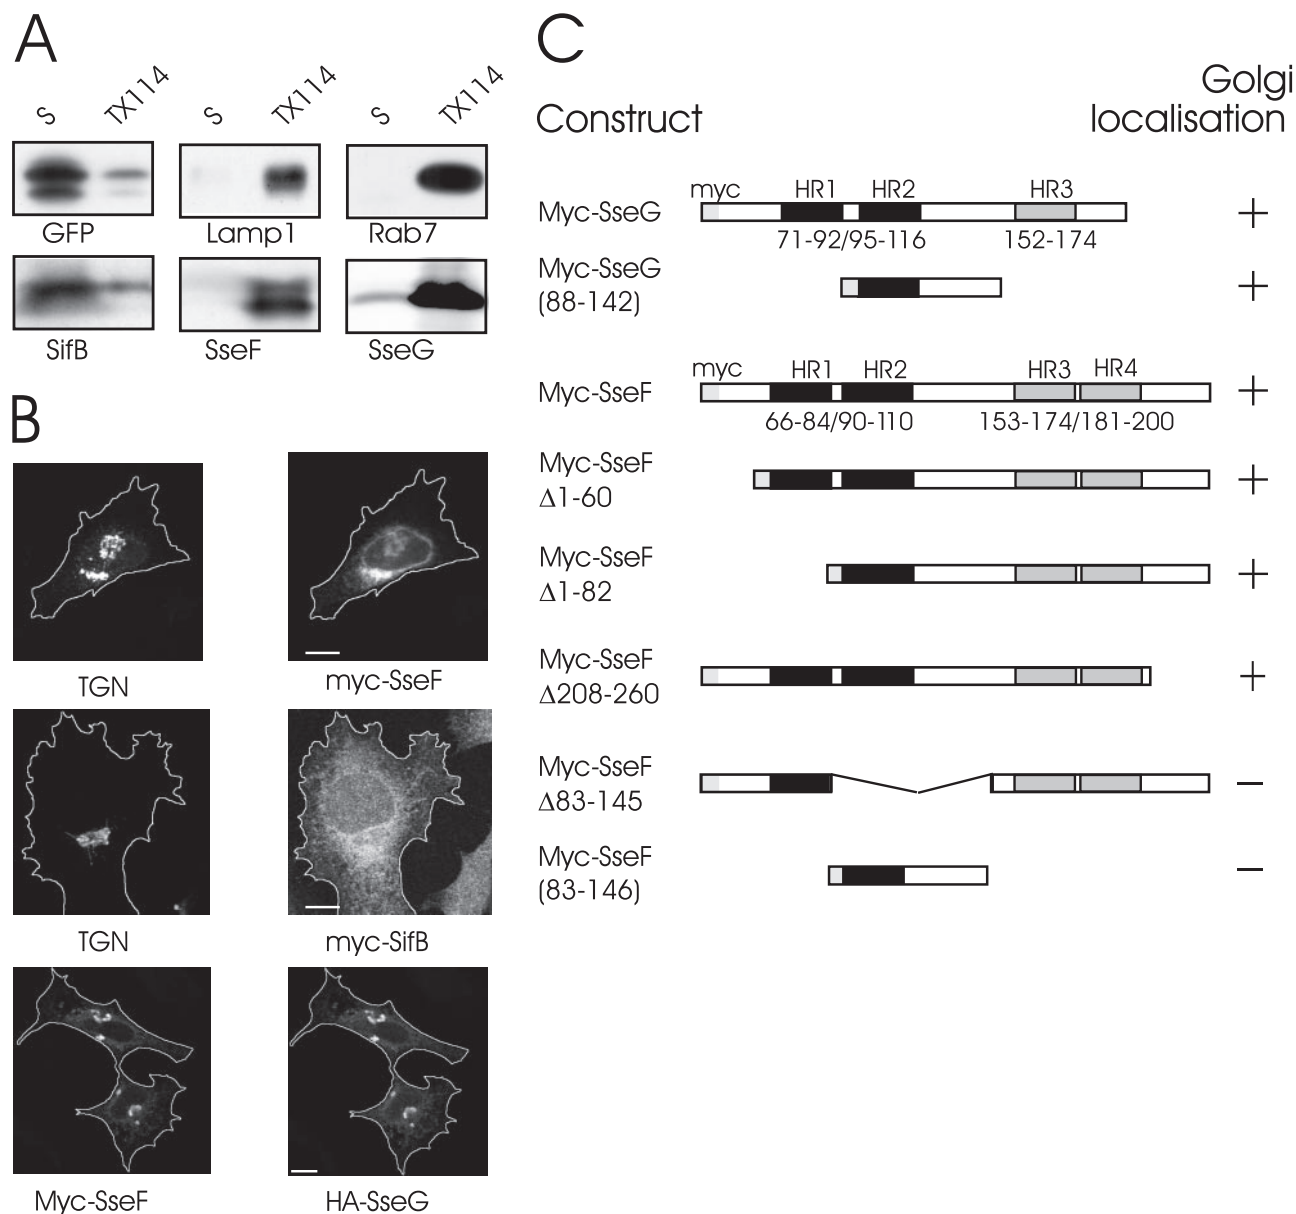 A
S TX114 S TX114 S TX114
GFP Lamp1 Rab7
SifB SseF SseG
B
TGN myc-SseF
TGN myc-SifB
Myc-SseF HA-SseG
C
Construct
Golgi
localisation
myc HR1 HR2 HR3
Myc-SseG +
71-92/95-116 152-174
Myc-SseG
(88-142) +
myc HR1 HR2 HR3 HR4
Myc-SseF +
66-84/90-110 153-174/181-200
Myc-SseF
Δ1-60 +
Myc-SseF
Δ1-82 +
Myc-SseF
Δ208-260 +
Myc-SseF
Δ83-145 −
Myc-SseF
(83-146) −